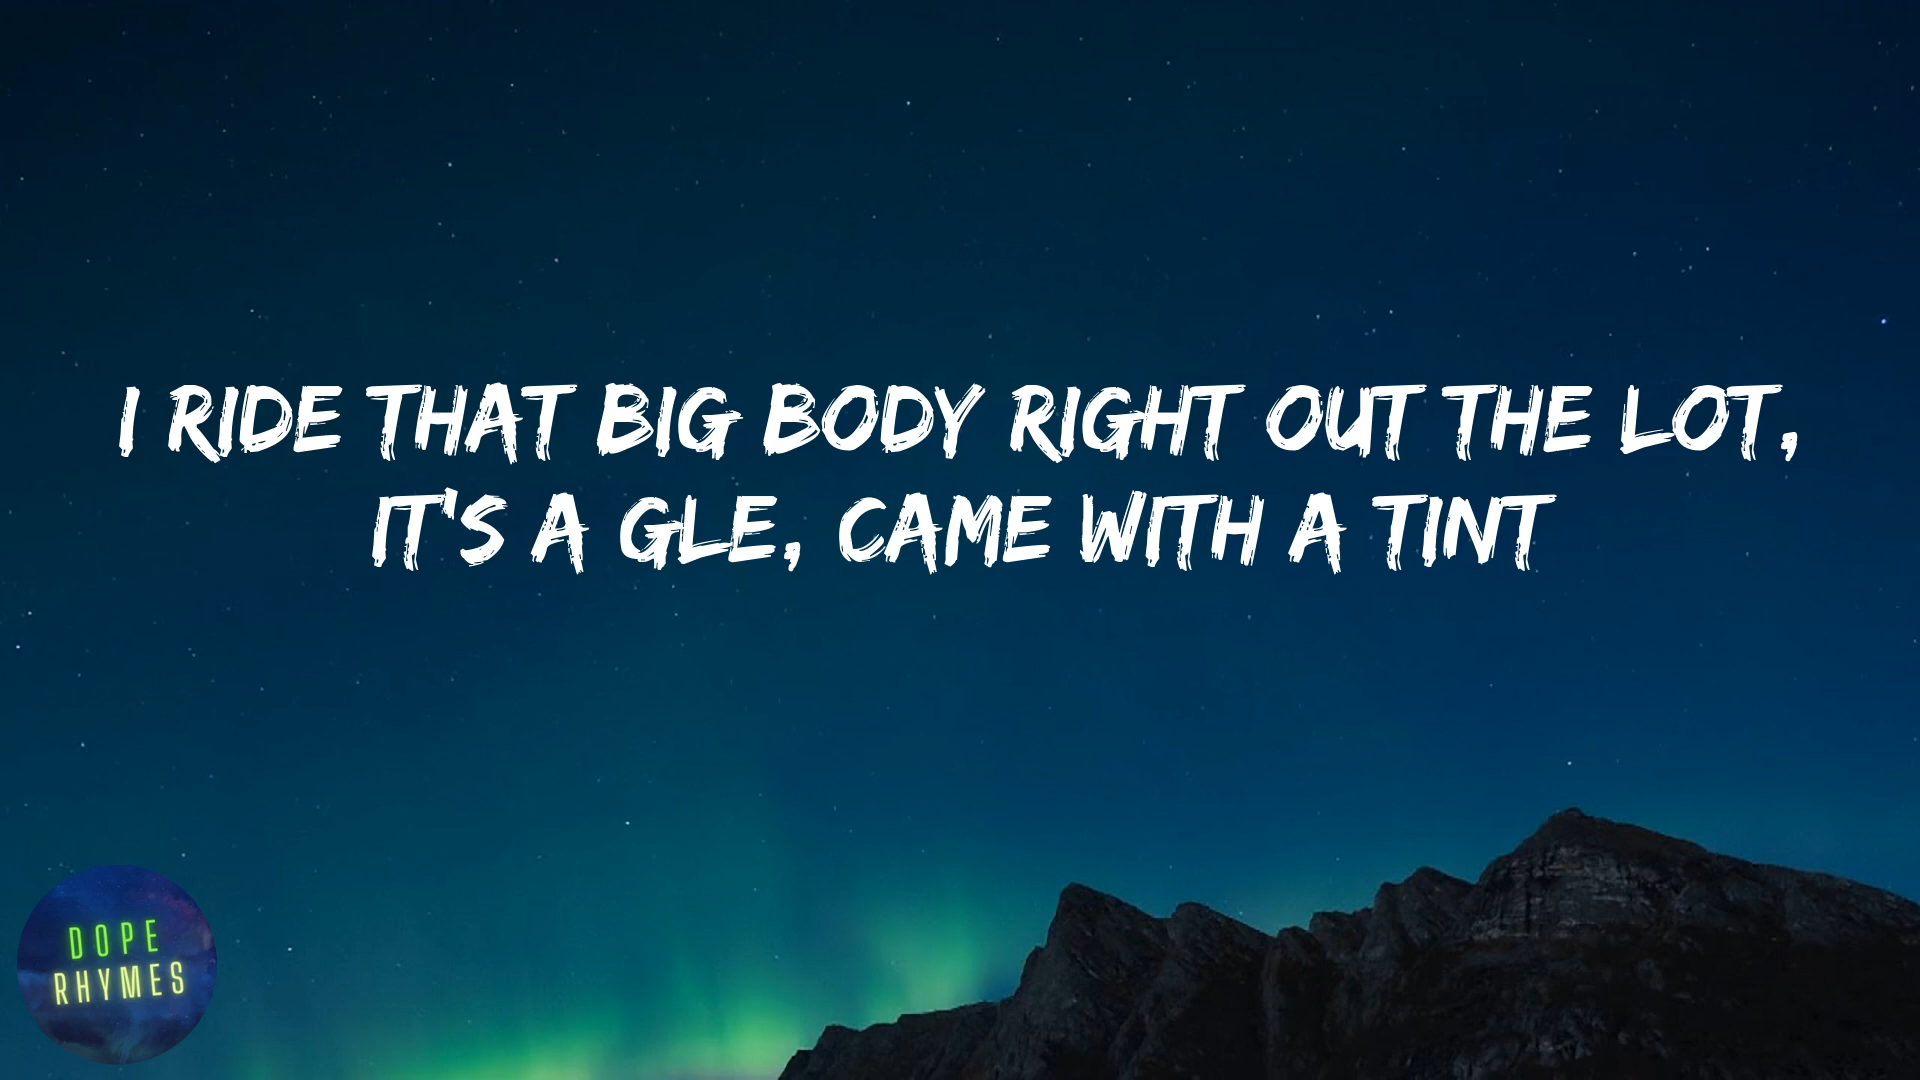 I RIDE THAT BIG BODY RIGHT OUT THE LOT,
IT'S A GLE, CAME WITH A TINT
DOPE
RHYMES